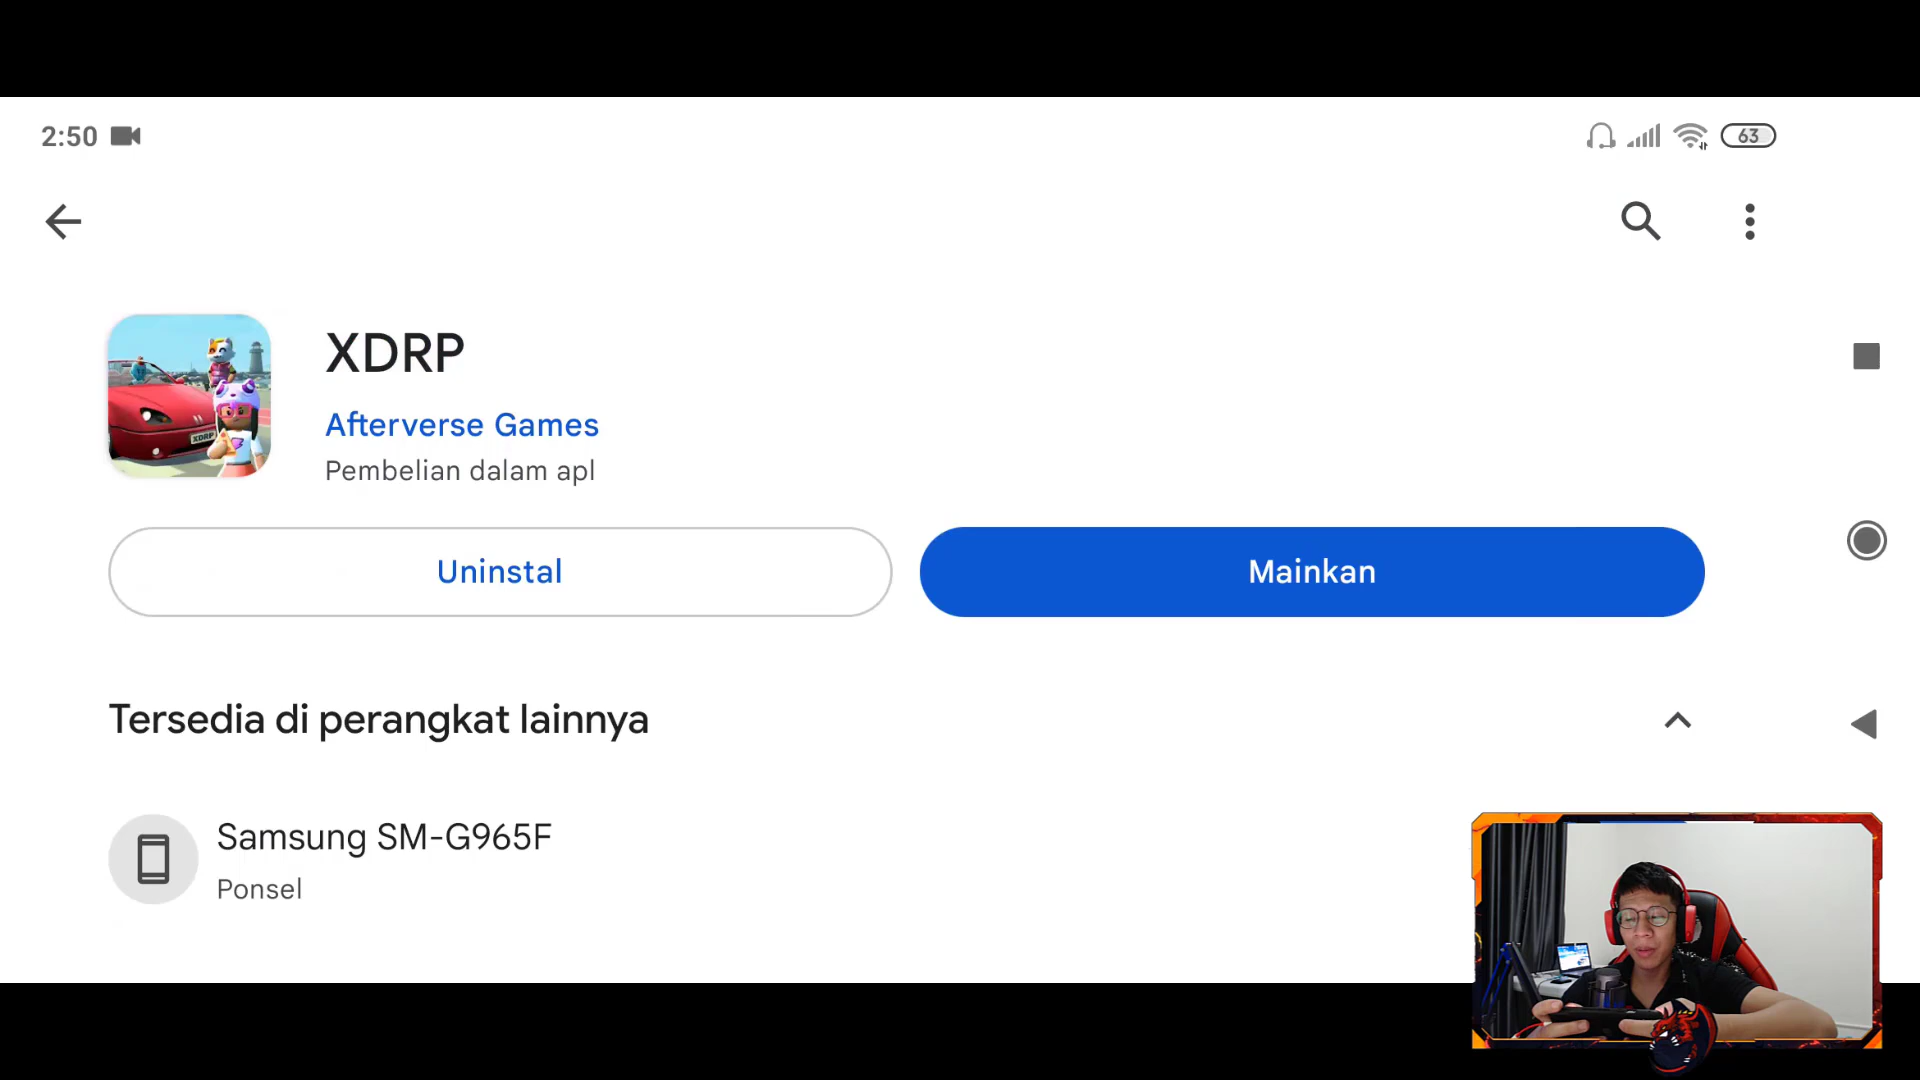 2:50
63
XDRP
XDRP
Afterverse Games
Pembelian dalam apl
Uninstal
Mainkan
Tersedia di perangkat lainnya
Samsung SM-G965F
Ponsel